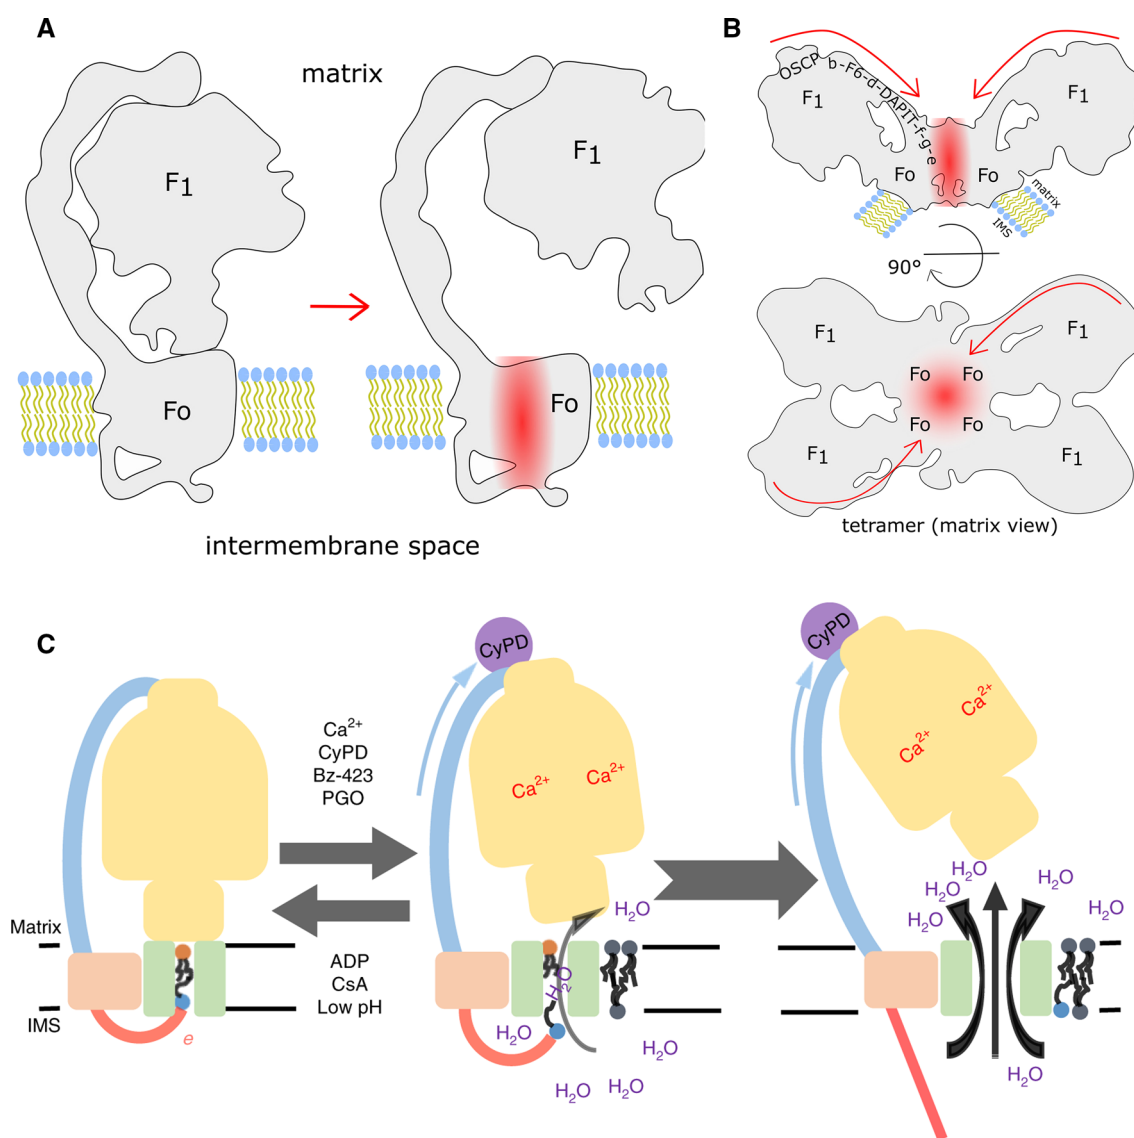 A
matrix
F1
F1
Fo
Fo
intermembrane space
B
OSCP b-F6-d-DAPIT-f-g-e
F1
F1
Fo
Fo
matrix
IMS
90°
F1
F1
Fo Fo
Fo Fo
F1
F1
tetramer (matrix view)
C
CyPD
CyPD
Ca2+
CyPD
Bz-423
PGO
Ca2+ Ca2+
Ca2+
Ca2+
H2O
H2O
H2O
H2O
H2O
H2O
Matrix
IMS
ADP
CsA
Low pH
e
H2O
H2O
H2O
H2O
H2O
H2O